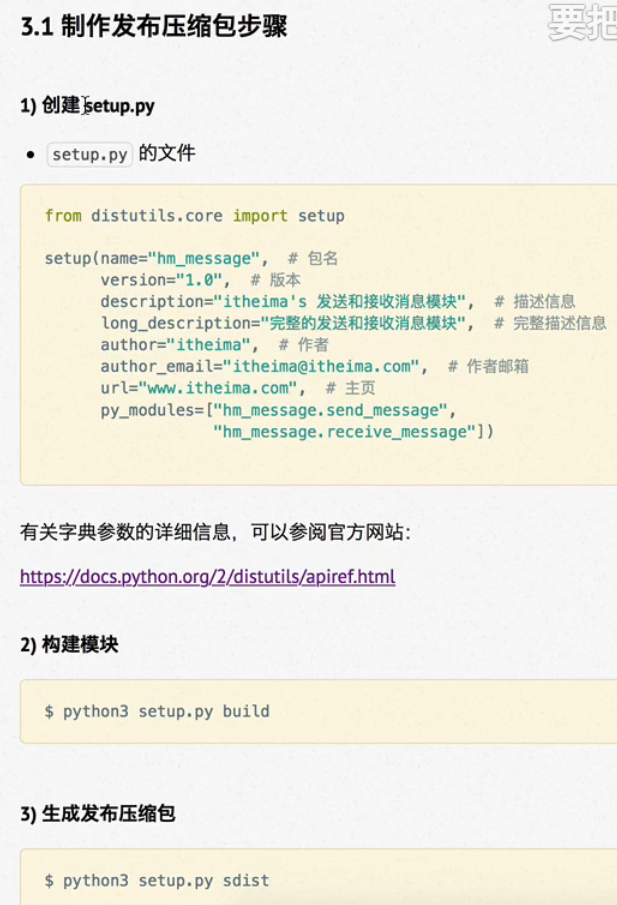 要把
3.1 制作发布压缩包步骤
1) 创建setup.py
• setup.py 的文件
from distutils.core import setup
setup(name="hm_message",  # 包名
      version="1.0",  # 版本
      description="itheima's 发送和接收消息模块",  # 描述信息
      long_description="完整的发送和接收消息模块",  # 完整描述信息
      author="itheima",  # 作者
      author_email="itheima@itheima.com",  # 作者邮箱
      url="www.itheima.com",  # 主页
      py_modules=["hm_message.send_message",
                  "hm_message.receive_message"])
有关字典参数的详细信息，可以参阅官方网站：
https://docs.python.org/2/distutils/apiref.html
2) 构建模块
$ python3 setup.py build
3) 生成发布压缩包
$ python3 setup.py sdist